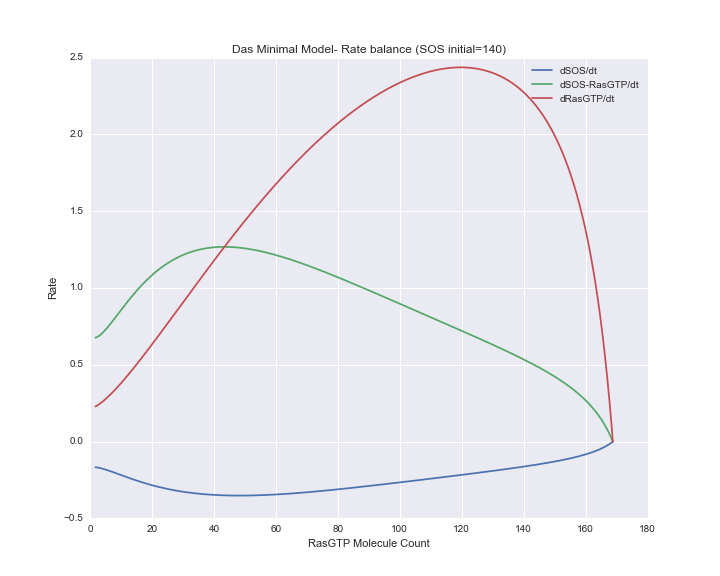 Das Minimal Model- Rate balance (SOS initial=140)
dSOS/dt
dSOS-RasGTP/dt
dRasGTP/dt
2.5
2.0
1.5
1.0
0.5
0.0
−0.5
Rate
0 20 40 60 80 100 120 140 160 180
RasGTP Molecule Count